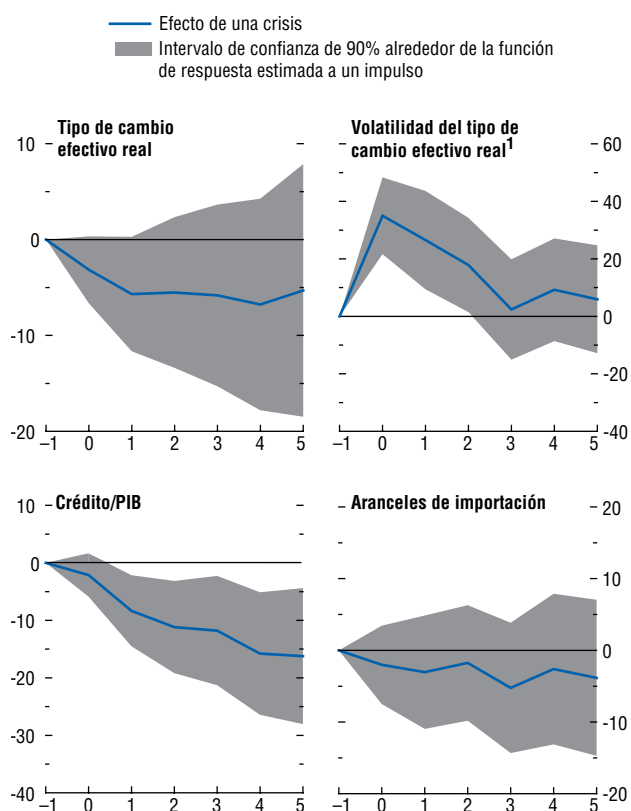 Efecto de una crisis
Intervalo de confianza de 90% alrededor de la función
de respuesta estimada a un impulso
Tipo de cambio
efectivo real
10
0
-10
-20
–1 0 1 2 3 4 5
Volatilidad del tipo de
cambio efectivo real1
60
40
20
0
-20
-40
–1 0 1 2 3 4 5
Crédito/PIB
10
0
-10
-20
-30
-40
–1 0 1 2 3 4 5
Aranceles de importación
20
10
0
-10
-20
–1 0 1 2 3 4 5